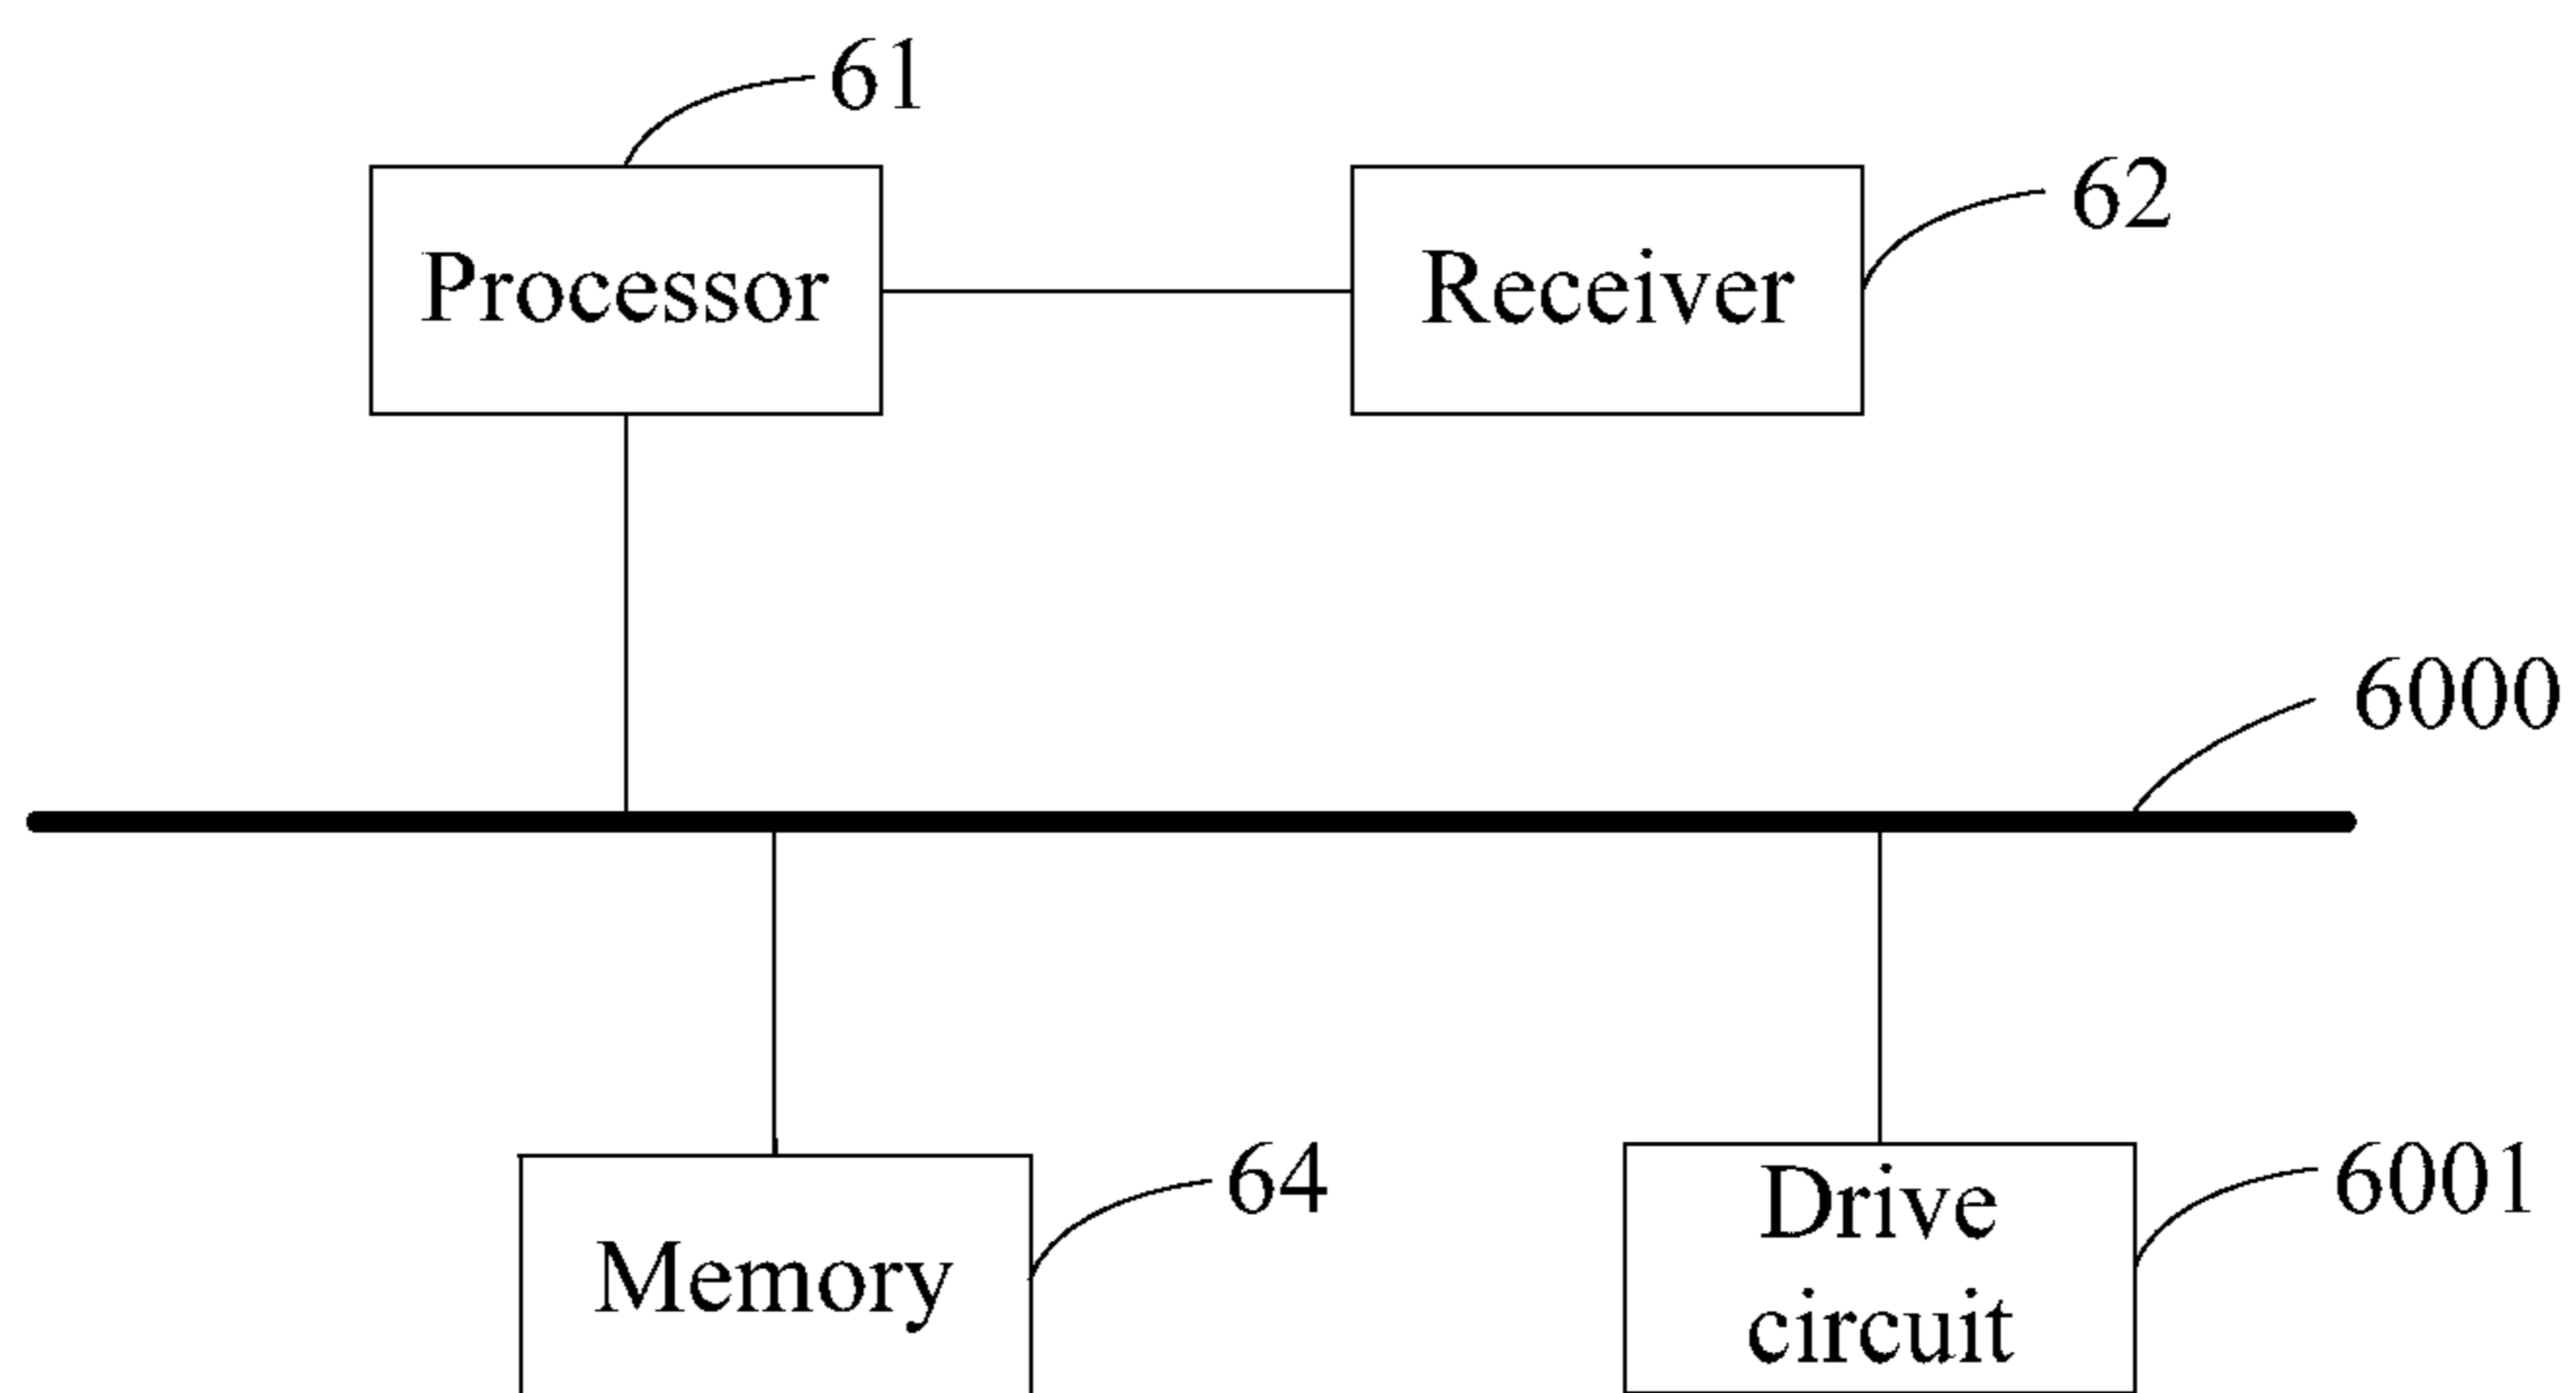 61
62
Processor
Receiver
6000
64
6001
Memory
Drive
circuit